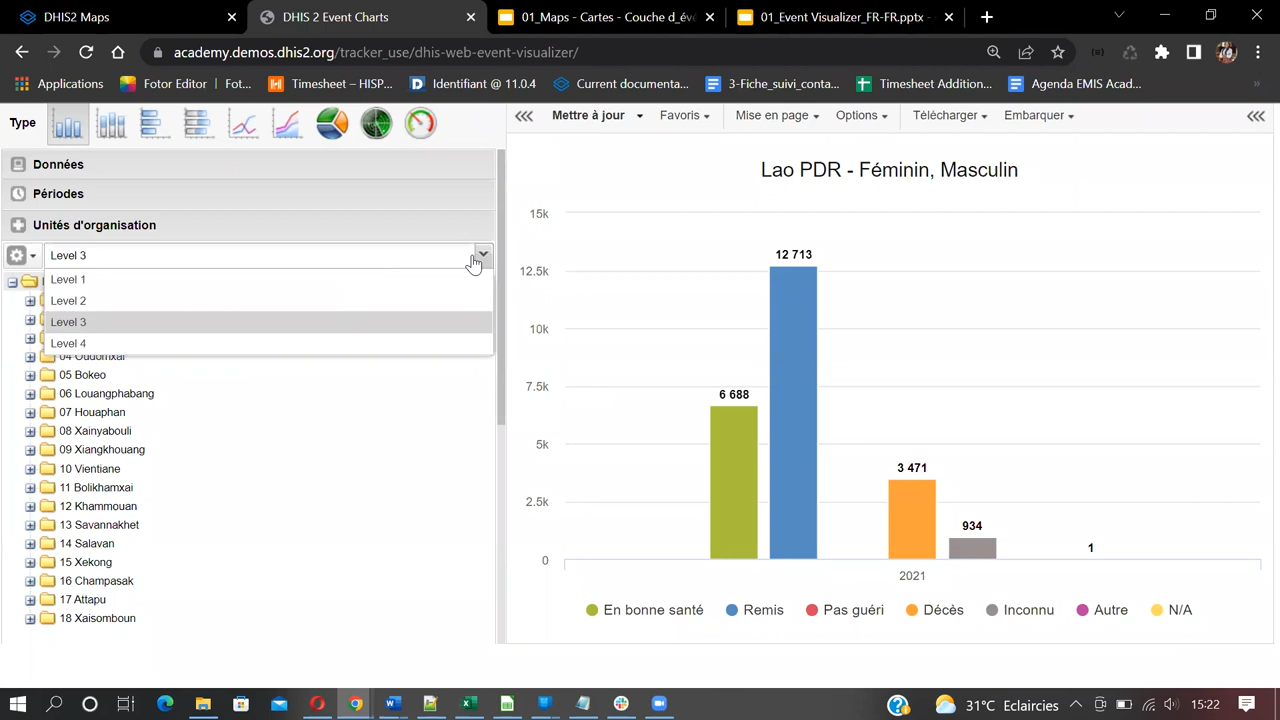 DHIS2 Maps
DHIS 2 Event Charts
01_Maps - Cartes - Couche d_évé
01_Event Visualizer_FR-FR.pptx -
academy.demos.dhis2.org/tracker_use/dhis-web-event-visualizer/
Applications
Fotor Editor | Fot...
Timesheet – HISP...
Identifiant @ 11.0.4
Current documenta...
3-Fiche_suivi_conta...
Timesheet Addition...
Agenda EMIS Acad...
Type
Mettre à jour
Favoris
Mise en page
Options
Télécharger
Embarquer
Données
Périodes
Unités d'organisation
Level 3
Level 1
Level 2
Level 3
Level 4
04 Oudomxai
05 Bokeo
06 Louangphabang
07 Houaphan
08 Xainyabouli
09 Xiangkhouang
10 Vientiane
11 Bolikhamxai
12 Khammouan
13 Savannakhet
14 Salavan
15 Xekong
16 Champasak
17 Attapu
18 Xaisomboun
Lao PDR - Féminin, Masculin
15k
12.5k
10k
7.5k
5k
2.5k
0
6 688
12 713
3 471
934
1
2021
En bonne santé
Remis
Pas guéri
Décès
Inconnu
Autre
N/A
31°C Eclaircies
15:22